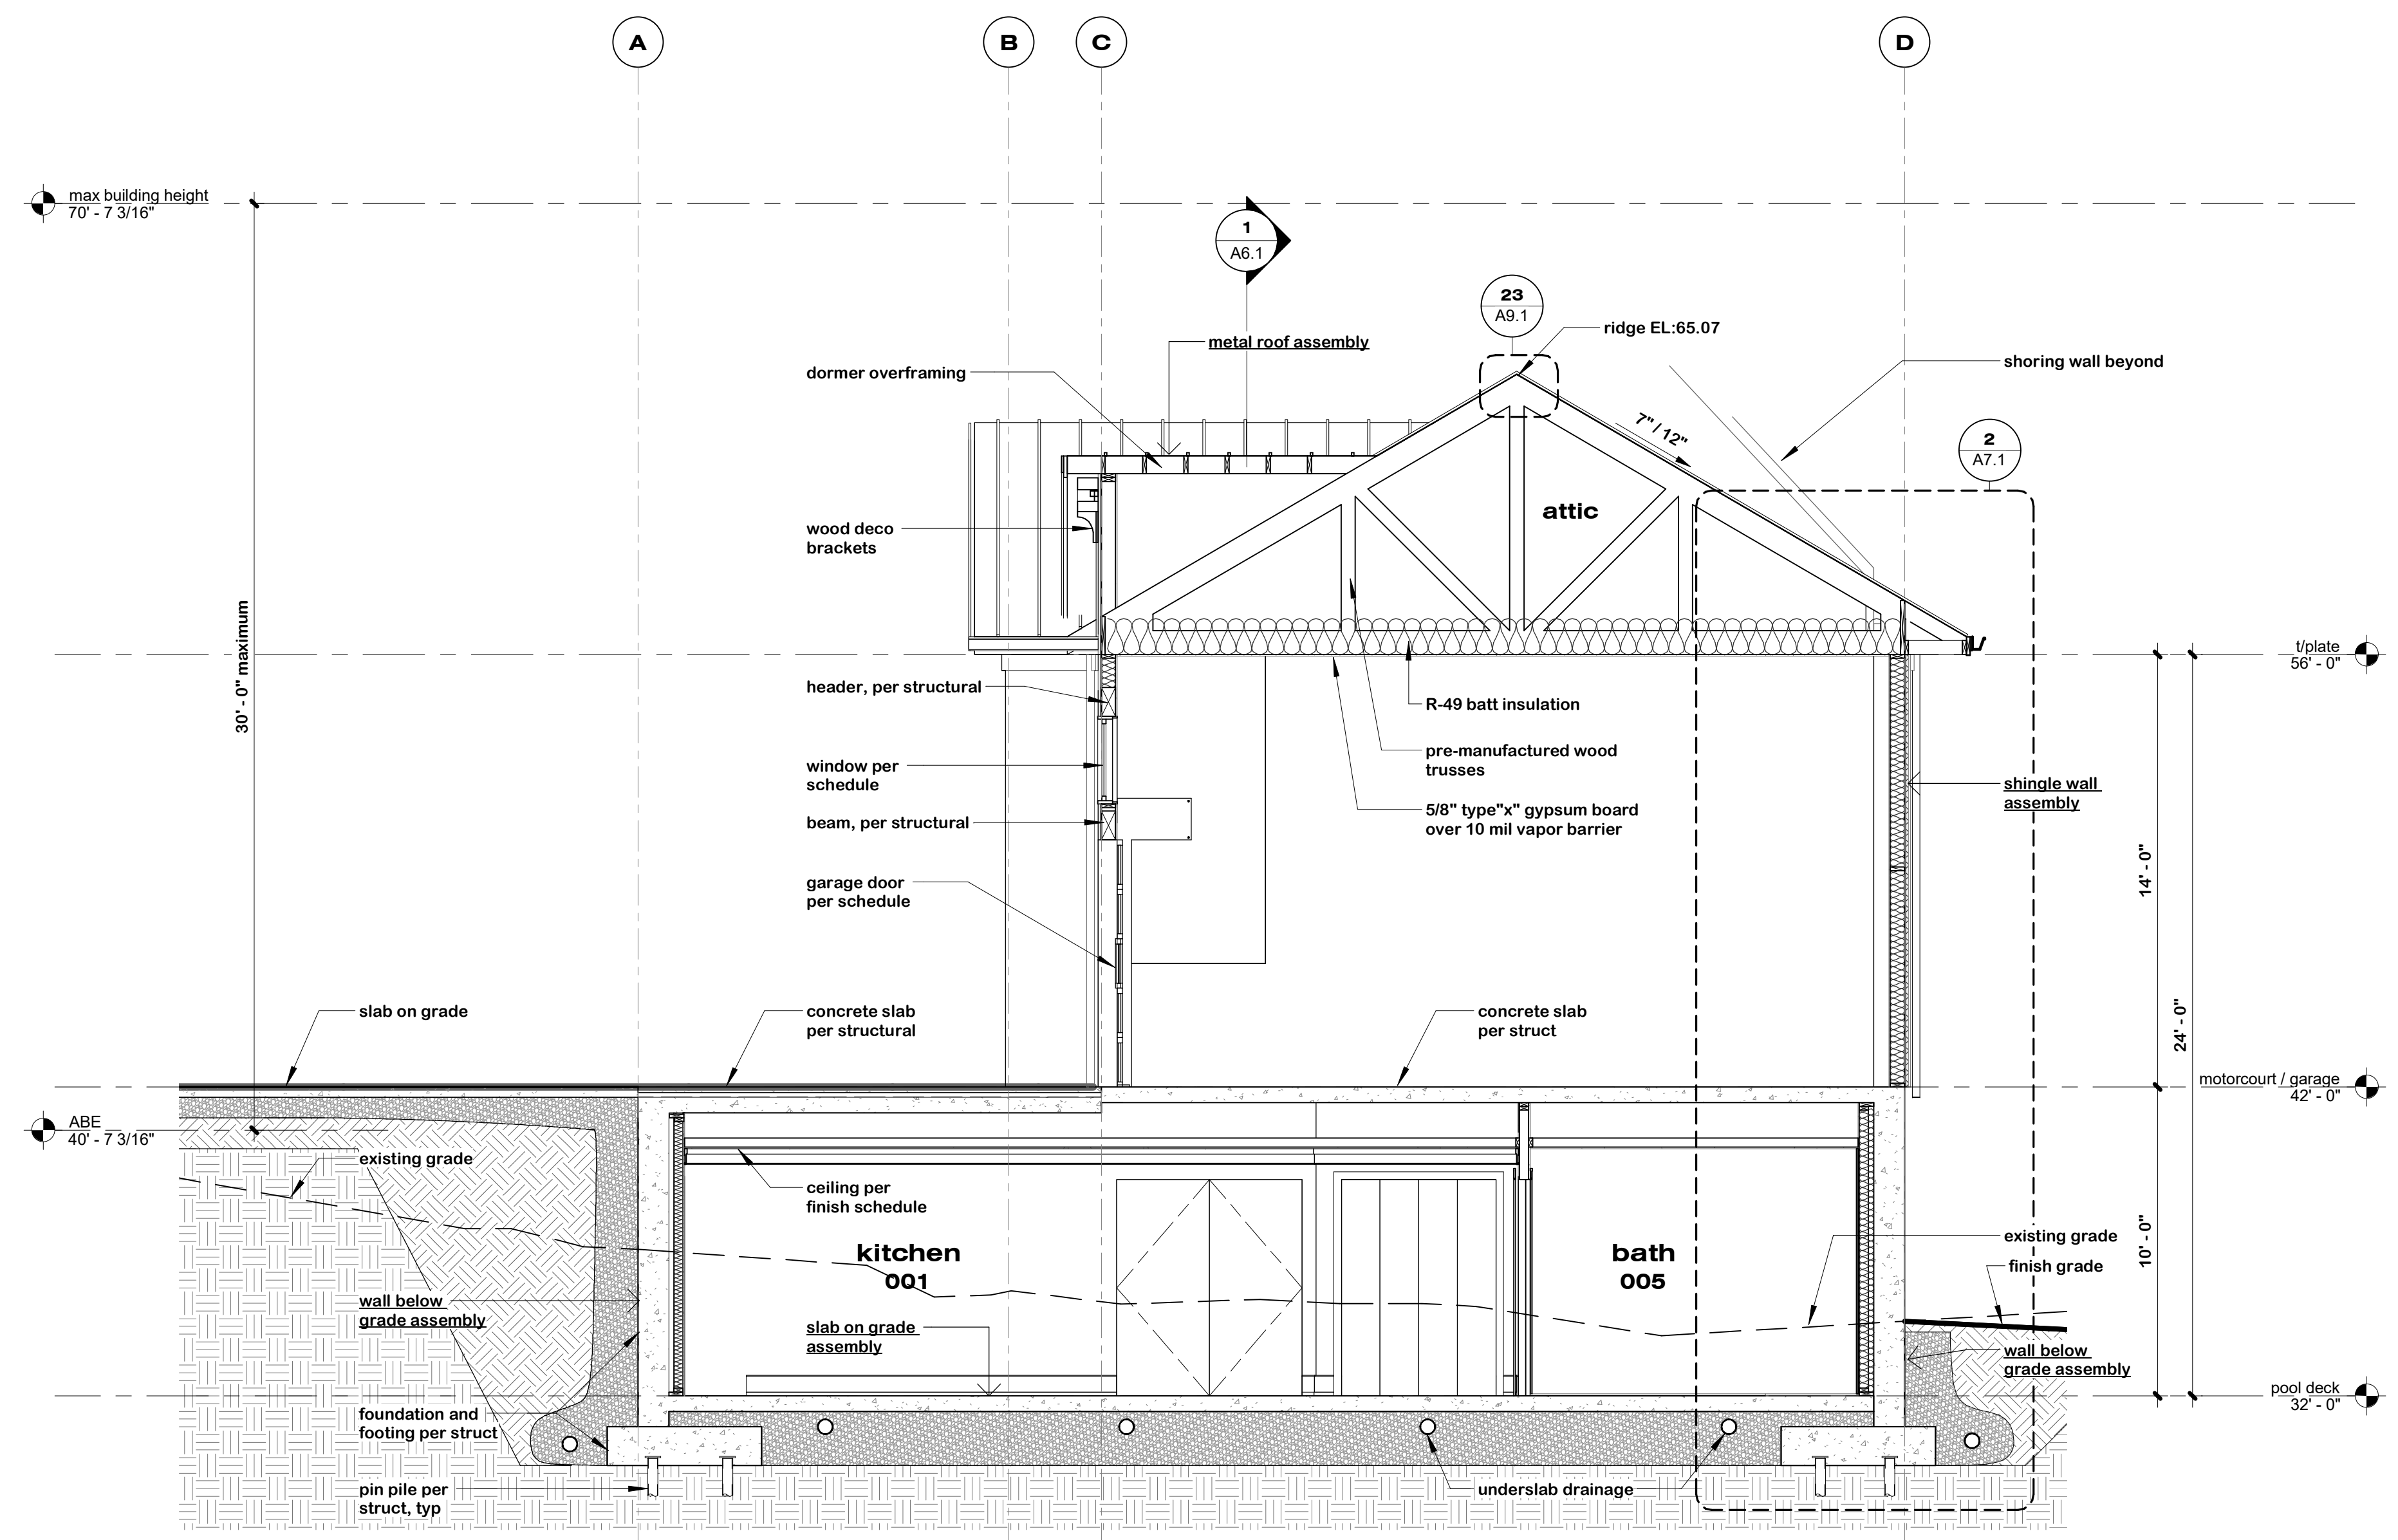 A
B
C
D
max building height
70' - 7 3/16"
1
A6.1
23
A9.1
ridge EL:65.07
metal roof assembly
shoring wall beyond
dormer overframing
7" / 12"
2
A7.1
attic
wood deco
brackets
30' - 0" maximum
t/plate
56' - 0"
header, per structural
R-49 batt insulation
pre-manufactured wood
trusses
window per
schedule
shingle wall
assembly
5/8" type"x" gypsum board
over 10 mil vapor barrier
beam, per structural
garage door
per schedule
14' - 0"
24' - 0"
slab on grade
concrete slab
per structural
concrete slab
per struct
motorcourt / garage
42' - 0"
ABE
40' - 7 3/16"
existing grade
ceiling per
finish schedule
kitchen
001
bath
005
10' - 0"
existing grade
finish grade
wall below
grade assembly
slab on grade
assembly
wall below
grade assembly
pool deck
32' - 0"
foundation and
footing per struct
pin pile per
struct, typ
underslab drainage